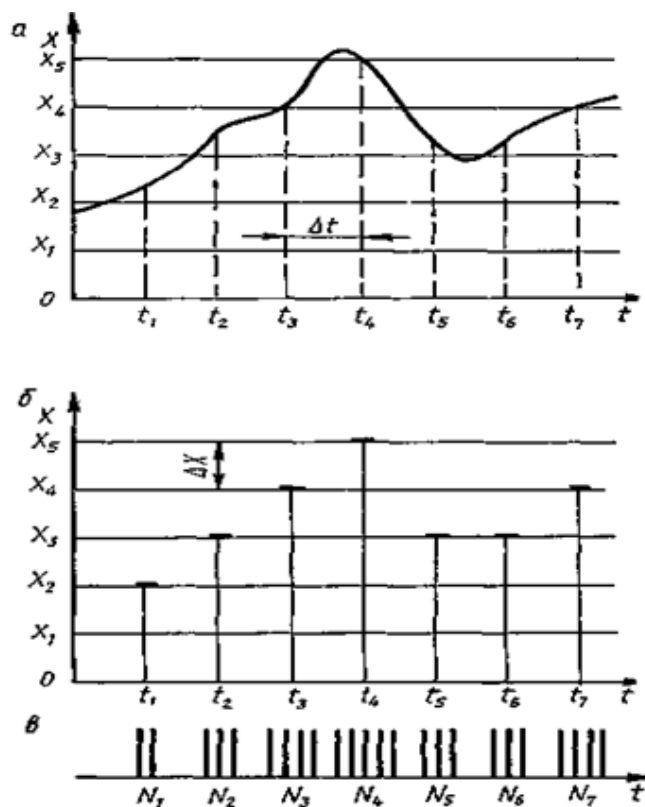 а
X
X₅
X₄
X₃
X₂
X₁
0
Δt
t₁ t₂ t₃ t₄ t₅ t₆ t₇ t
б
X
X₅
ΔX
X₄
X₃
X₂
X₁
0
t₁ t₂ t₃ t₄ t₅ t₆ t₇ t
в
N₁ N₂ N₃ N₄ N₅ N₆ N₇ t